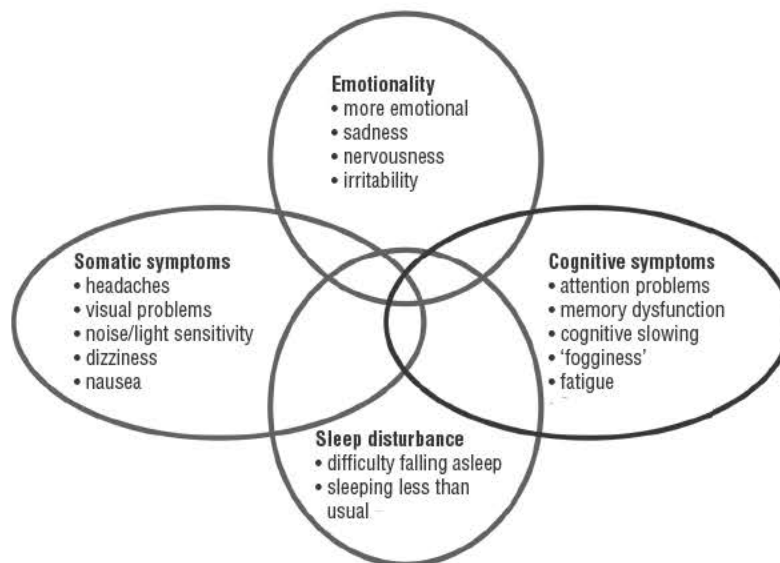 Emotionality
• more emotional
• sadness
• nervousness
• irritability
Somatic symptoms
• headaches
• visual problems
• noise/light sensitivity
• dizziness
• nausea
Cognitive symptoms
• attention problems
• memory dysfunction
• cognitive slowing
• ‘fogginess’
• fatigue
Sleep disturbance
• difficulty falling asleep
• sleeping less than
usual